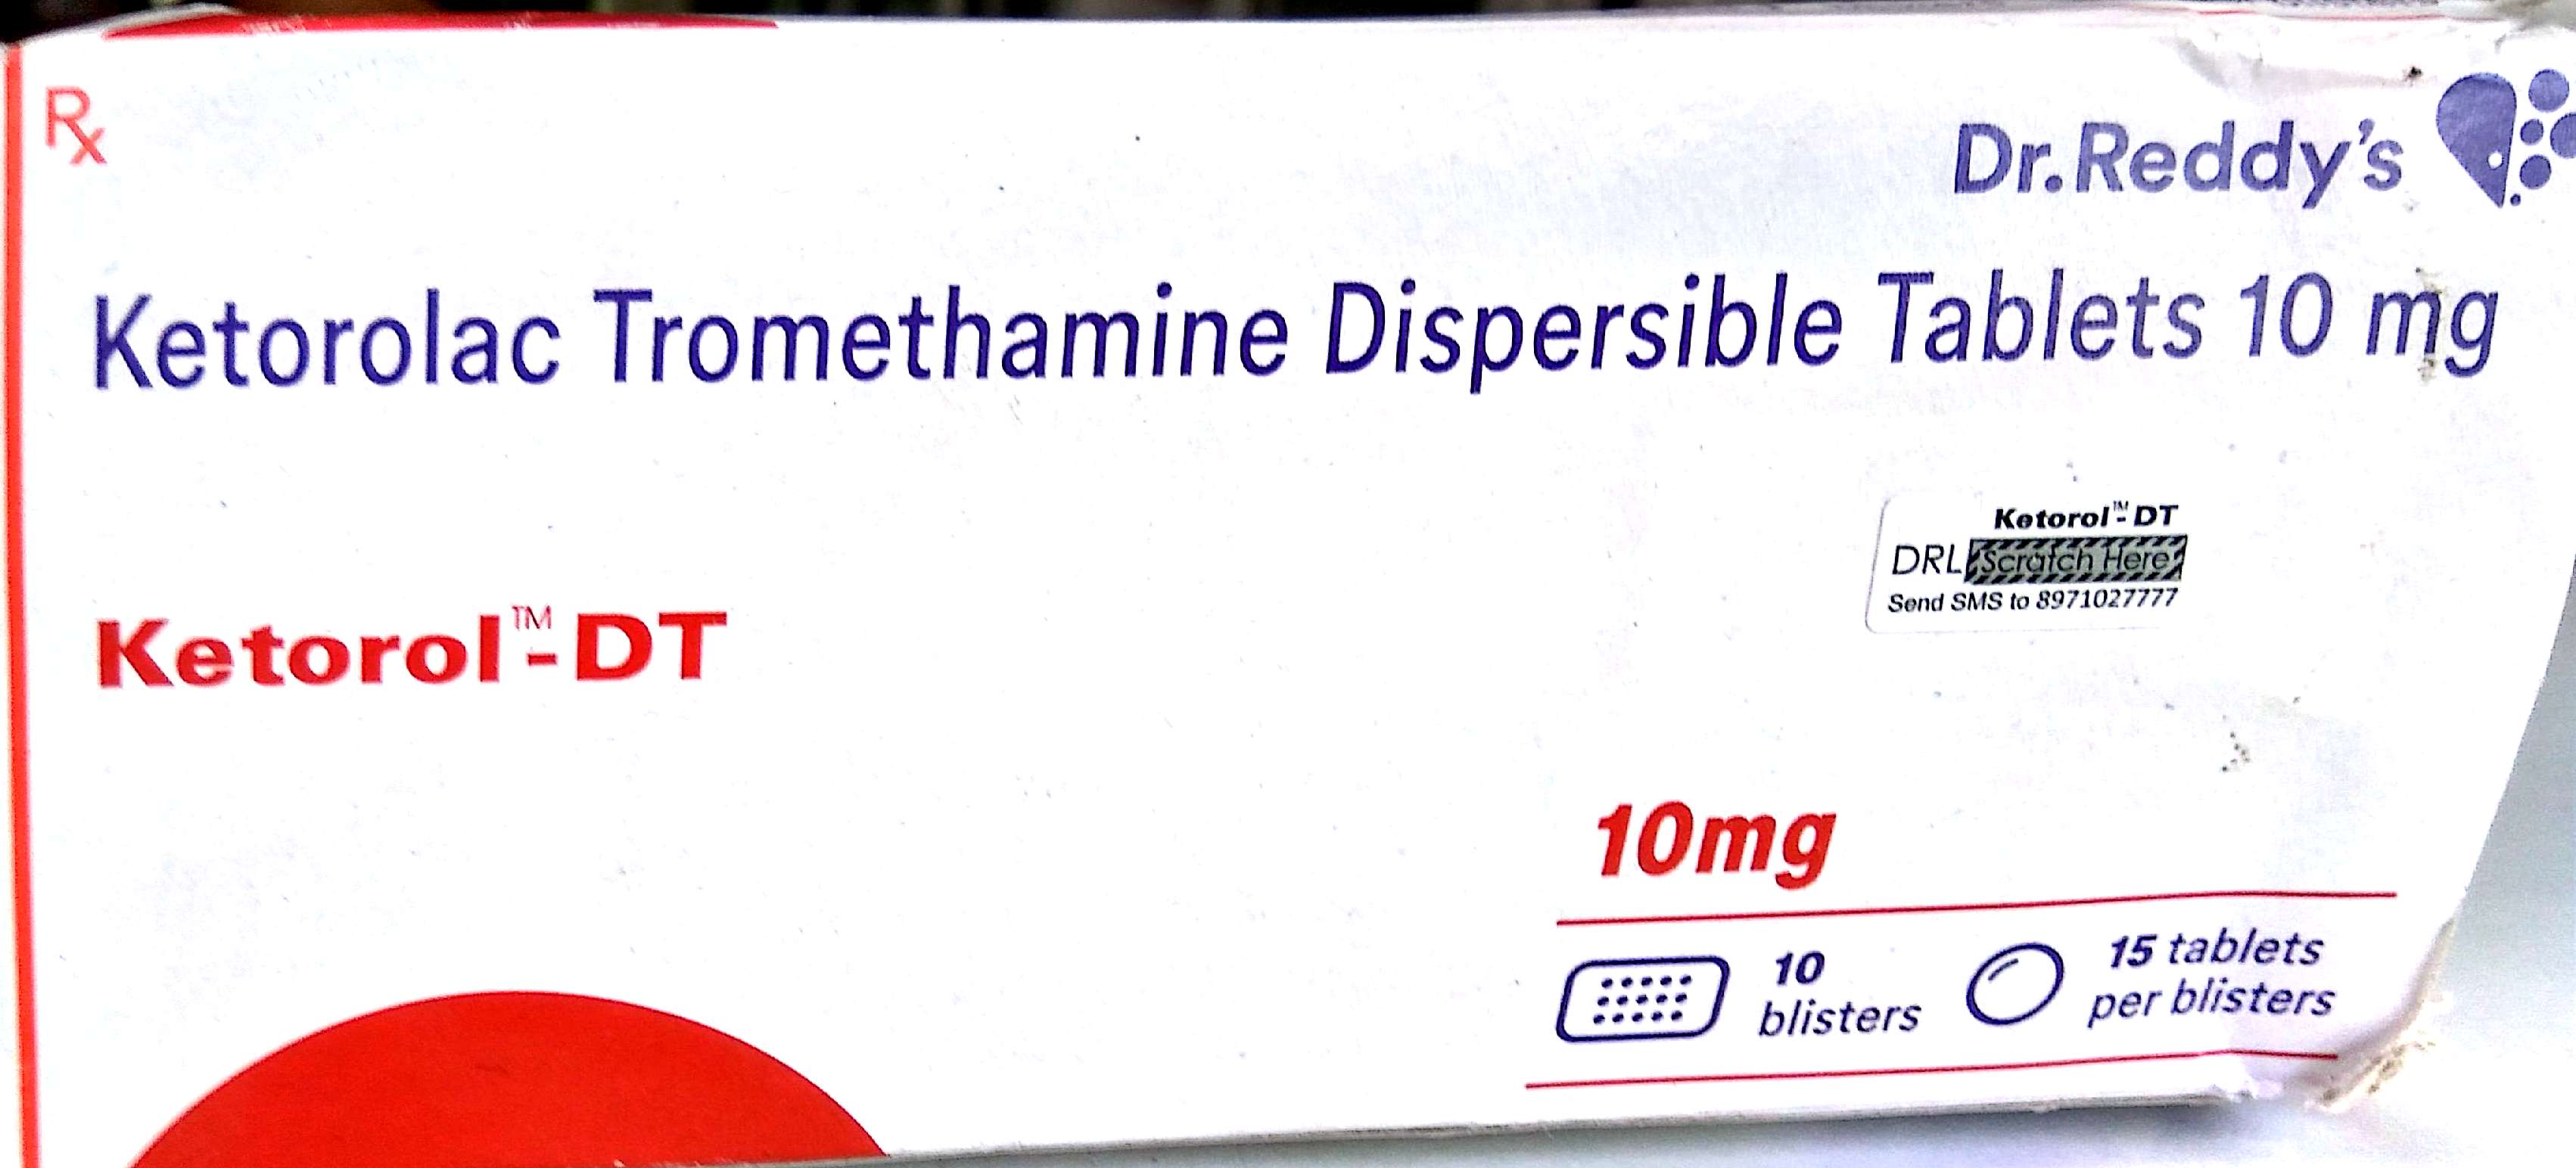 Rx
Dr.Reddy's
Ketorolac Tromethamine Dispersible Tablets 10 mg
Ketorol™-DT
DRL Scratch Here
Send SMS to 8971027777
Ketorol™-DT
10mg
10 blisters
15 tablets per blisters